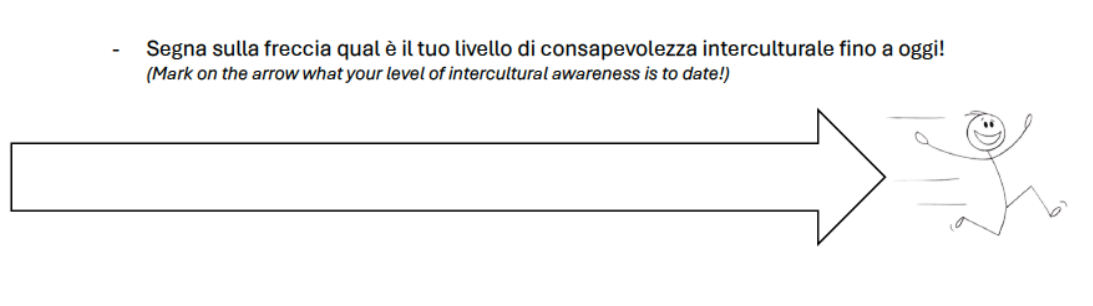 - Segna sulla freccia qual è il tuo livello di consapevolezza interculturale fino a oggi!
(Mark on the arrow what your level of intercultural awareness is to date!)